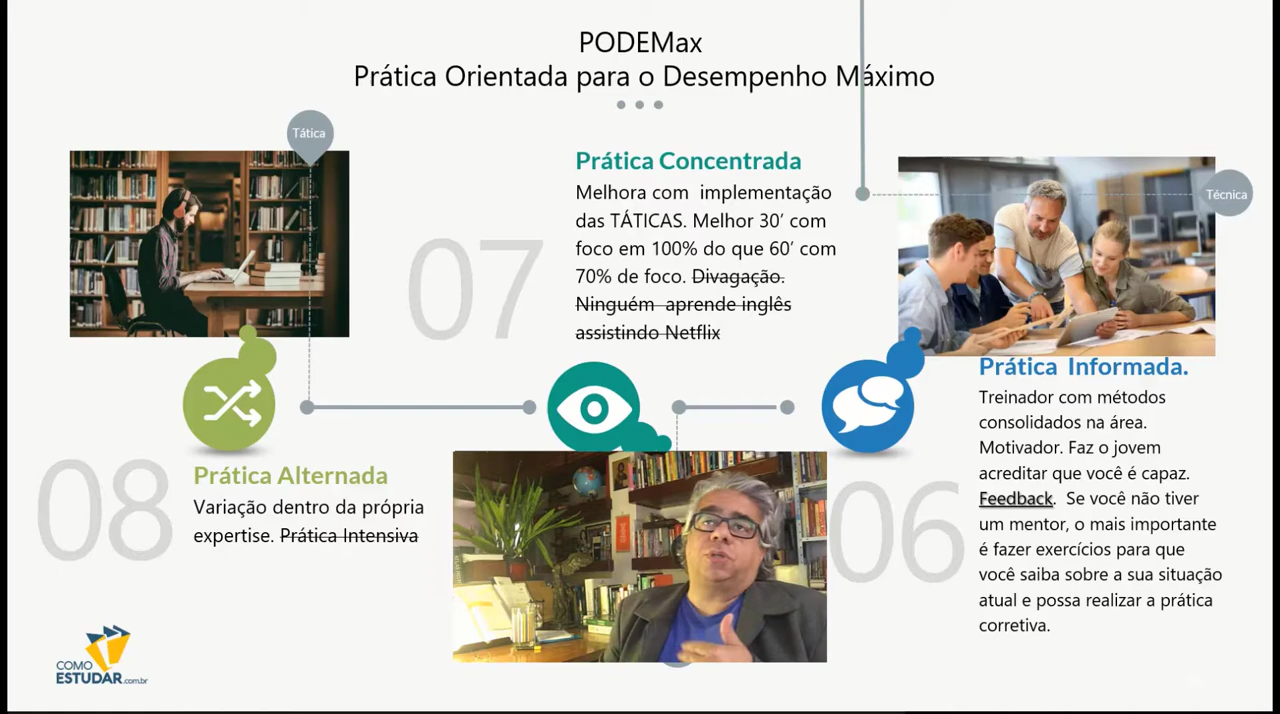 PODEMax
Prática Orientada para o Desempenho Máximo
Tática
Prática Concentrada
Melhora com implementação
das TÁTICAS. Melhor 30’ com
foco em 100% do que 60’ com
70% de foco. Divagação.
Ninguém aprende inglês
assistindo Netflix
07
Técnica
Prática Informada.
Treinador com métodos
consolidados na área.
Motivador. Faz o jovem
acreditar que você é capaz.
Feedback. Se você não tiver
um mentor, o mais importante
é fazer exercícios para que
você saiba sobre a sua situação
atual e possa realizar a prática
corretiva.
06
08
Prática Alternada
Variação dentro da própria
expertise. Prática Intensiva
COMO
ESTUDAR.com.br